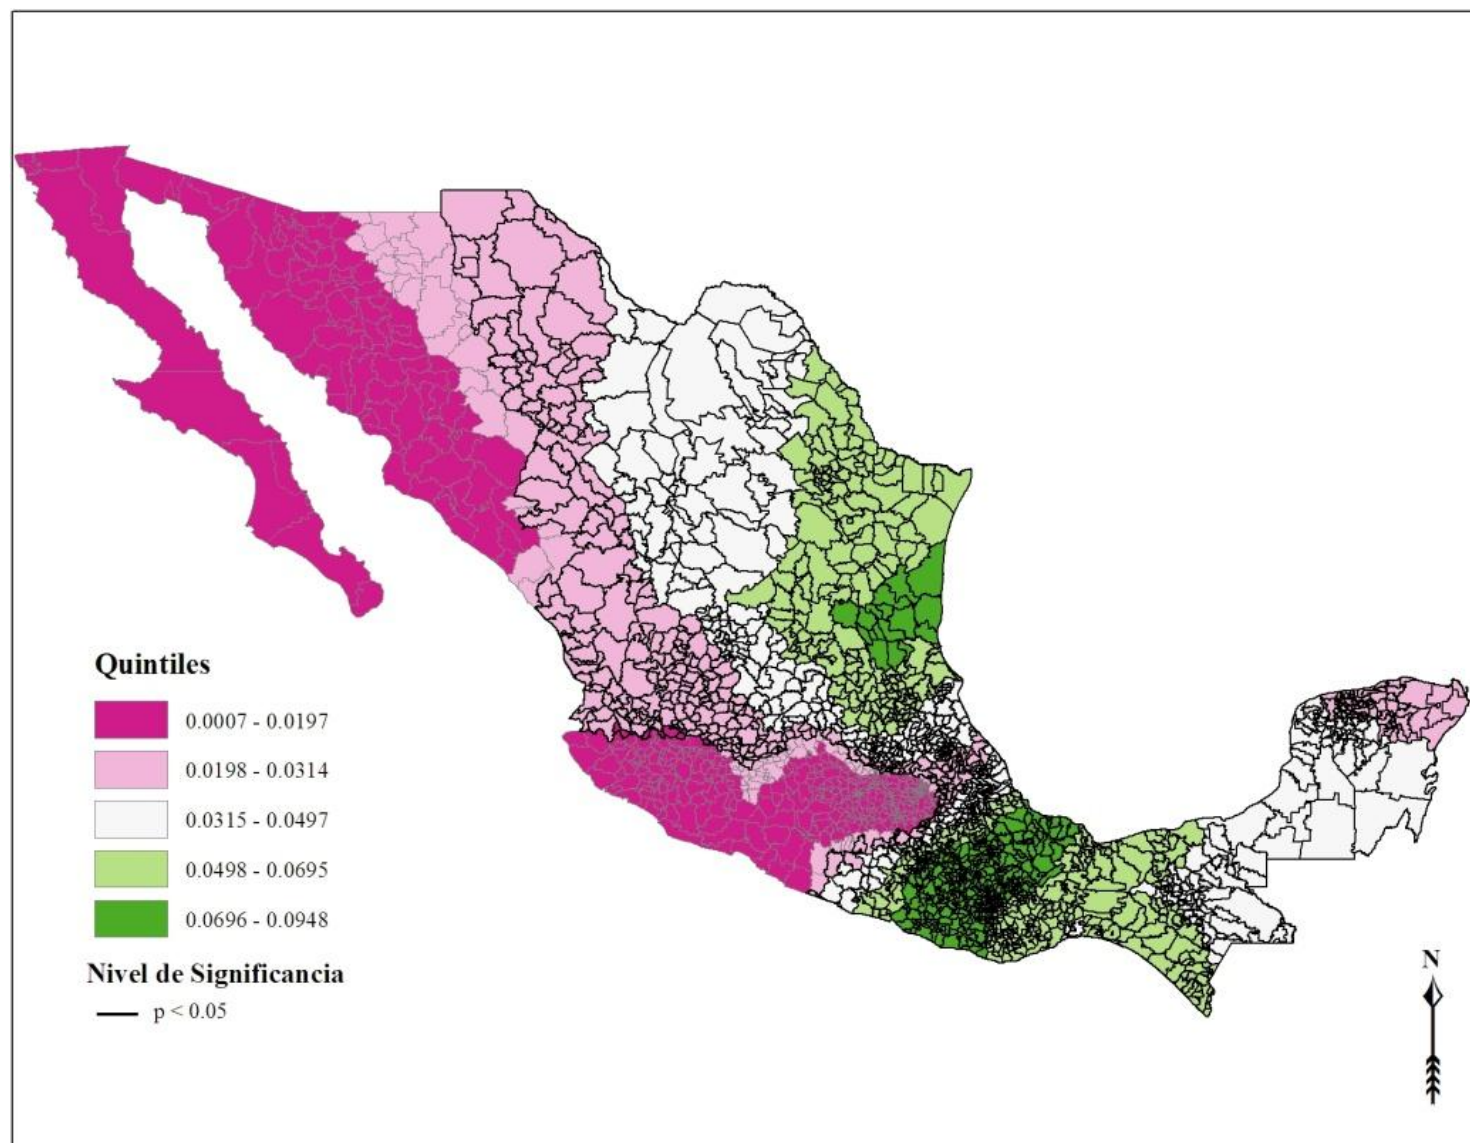 Quintiles
0.0007 - 0.0197
0.0198 - 0.0314
0.0315 - 0.0497
0.0498 - 0.0695
0.0696 - 0.0948
Nivel de Significancia
p < 0.05
N